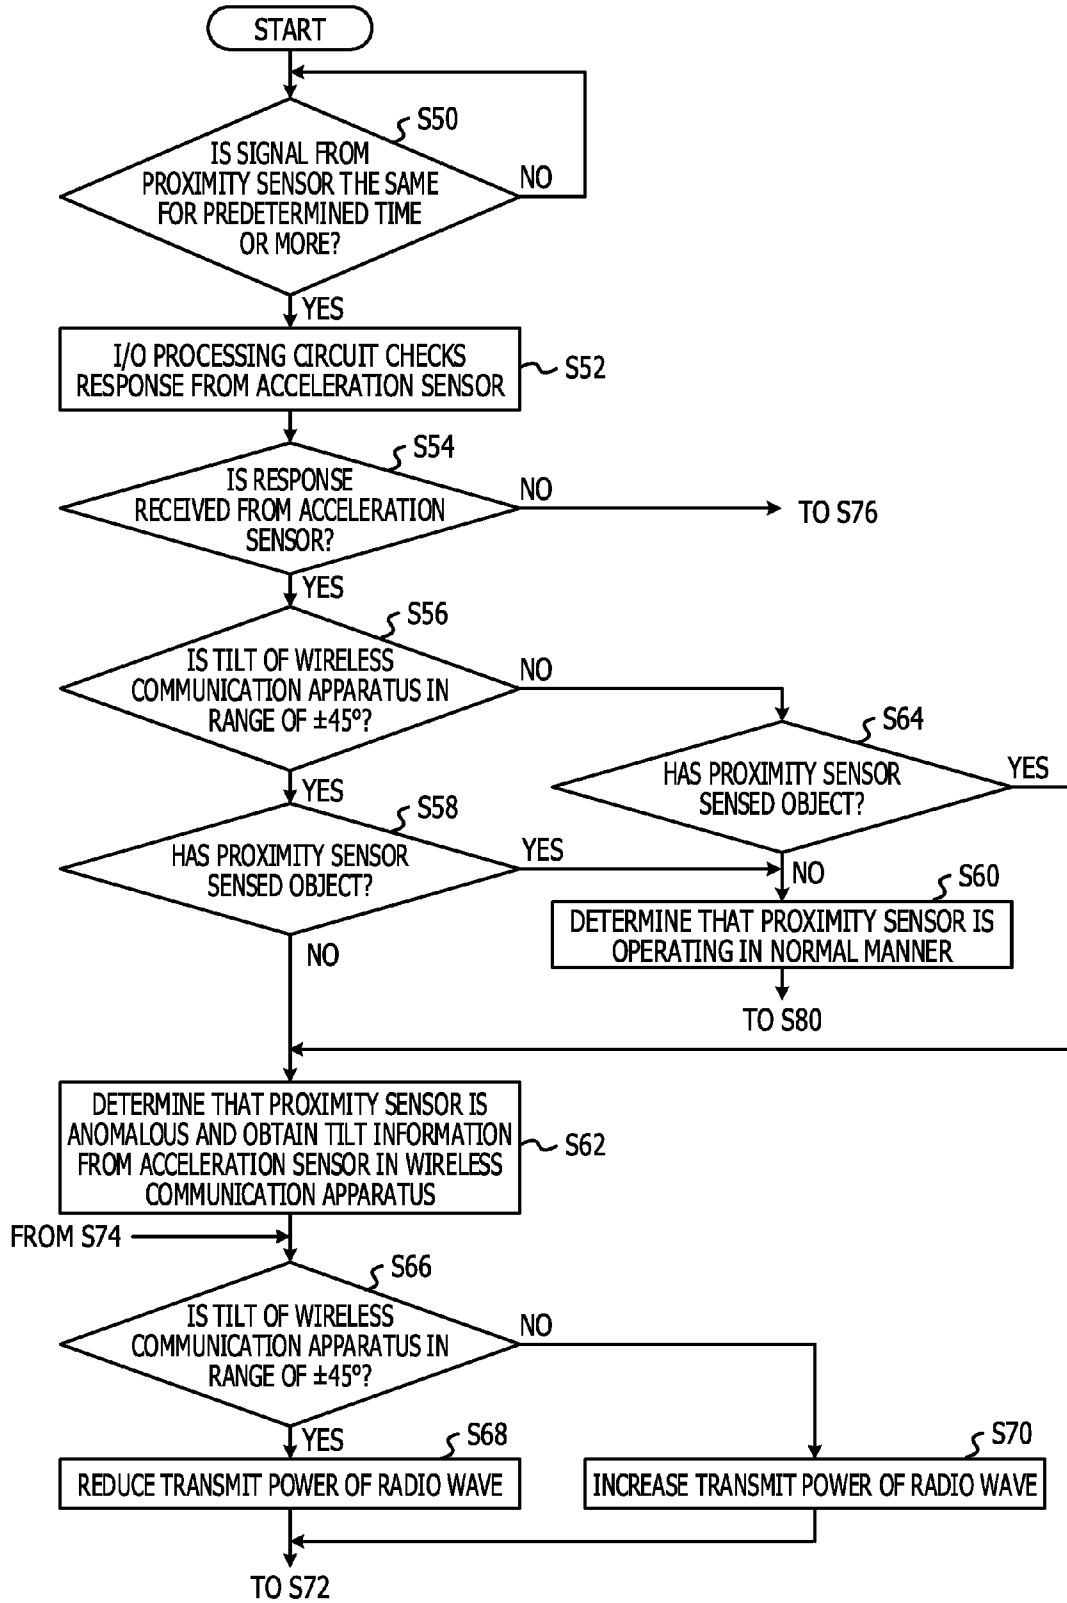 START
S50
IS SIGNAL FROM
PROXIMITY SENSOR THE SAME
FOR PREDETERMINED TIME
OR MORE?
NO
YES
I/O PROCESSING CIRCUIT CHECKS
RESPONSE FROM ACCELERATION SENSOR
S52
S54
IS RESPONSE
RECEIVED FROM ACCELERATION
SENSOR?
NO
TO S76
YES
S56
IS TILT OF WIRELESS
COMMUNICATION APPARATUS IN
RANGE OF ±45°?
NO
YES
S64
HAS PROXIMITY SENSOR
SENSED OBJECT?
YES
NO
S58
HAS PROXIMITY SENSOR
SENSED OBJECT?
YES
NO
S60
DETERMINE THAT PROXIMITY SENSOR IS
OPERATING IN NORMAL MANNER
TO S80
DETERMINE THAT PROXIMITY SENSOR IS
ANOMALOUS AND OBTAIN TILT INFORMATION
FROM ACCELERATION SENSOR IN WIRELESS
COMMUNICATION APPARATUS
S62
FROM S74
S66
IS TILT OF WIRELESS
COMMUNICATION APPARATUS IN
RANGE OF ±45°?
NO
YES
S68
REDUCE TRANSMIT POWER OF RADIO WAVE
S70
INCREASE TRANSMIT POWER OF RADIO WAVE
TO S72